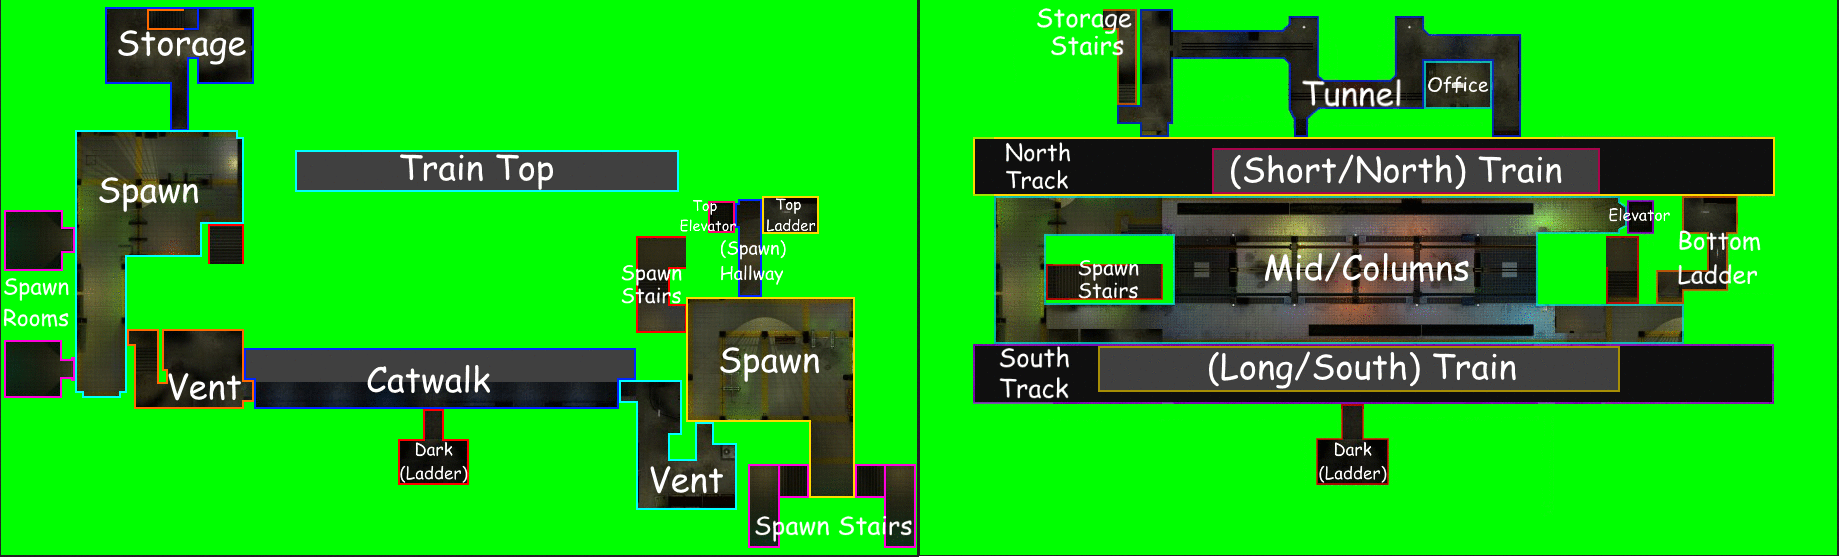 Storage
Spawn
Train Top
Top
Elevator
Top
Ladder
(Spawn)
Hallway
Spawn
Stairs
Spawn
Rooms
Vent
Catwalk
Spawn
Dark
(Ladder)
Vent
Spawn Stairs
Storage
Stairs
Tunnel
Office
North
Track
(Short/North) Train
Elevator
Bottom
Ladder
Spawn
Stairs
Mid/Columns
South
Track
(Long/South) Train
Dark
(Ladder)